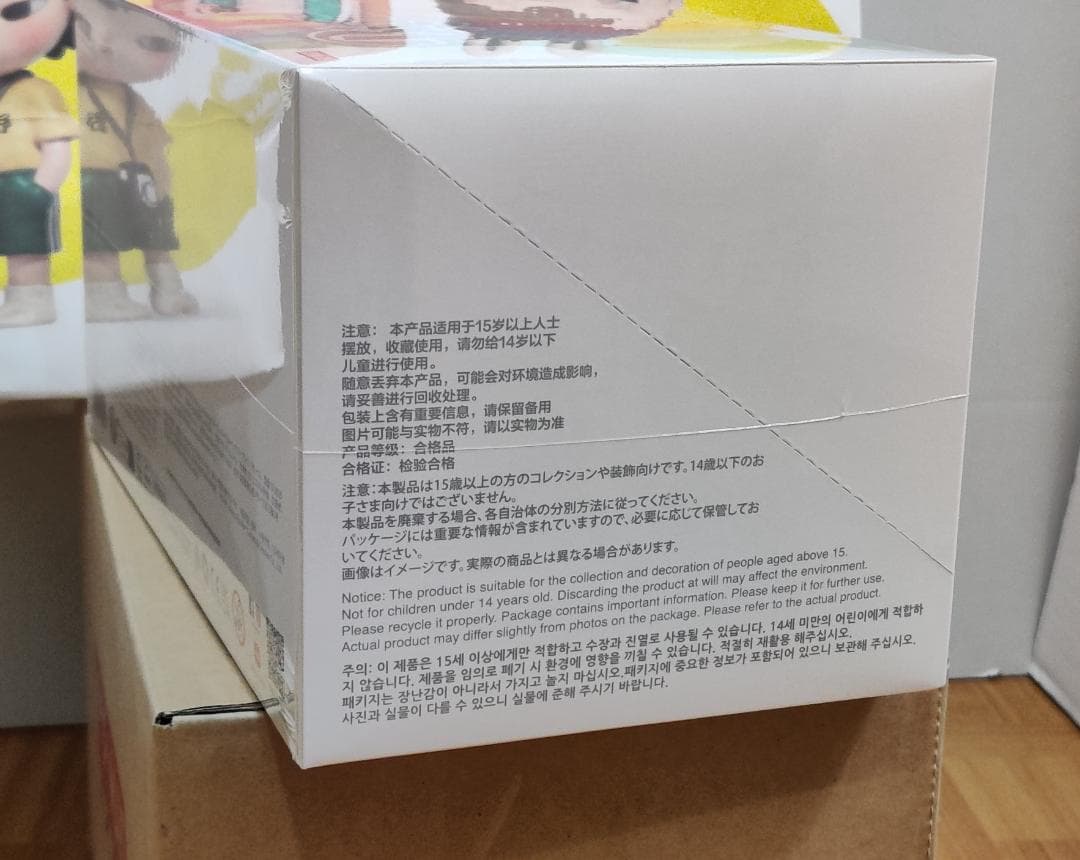 注意： 本产品适用于15岁以上人士
摆放，收藏使用，请勿给14岁以下
儿童进行使用。
随意丢弃本产品，可能会对环境造成影响，
请妥善进行回收处理。
包装上含有重要信息，请保留备用
图片可能与实物不符，请以实物为准
产品等级：合格品
合格证：检验合格
注意：本製品は15歳以上の方のコレクションや装飾向けです。14歳以下のお
子さま向けではございません。
本製品を廃棄する場合、各自治体の分別方法に従ってください。
パッケージには重要な情報が含まれていますので、必要に応じて保管してお
いてください。
画像はイメージです。実際の商品とは異なる場合があります。
Notice: The product is suitable for the collection and decoration of people aged above 15.
Not for children under 14 years old. Discarding the product at will may affect the environment.
Please recycle it properly. Package contains important information. Please keep it for further use.
Actual product may differ slightly from photos on the package. Please refer to the actual product.
주의: 이 제품은 15세 이상에게만 적합하고 수장과 진열로 사용될 수 있습니다. 14세 미만의 어린이에게 적합하
지 않습니다. 제품을 임의로 폐기 시 환경에 영향을 끼칠 수 있습니다. 적절히 재활용 해주십시오.
패키지는 장난감이 아니라서 가지고 놀지 마십시오.패키지에 중요한 정보가 포함되어 있으니 보관해 주십시오.
사진과 실물이 다를 수 있으니 실물에 준해 주시기 바랍니다.